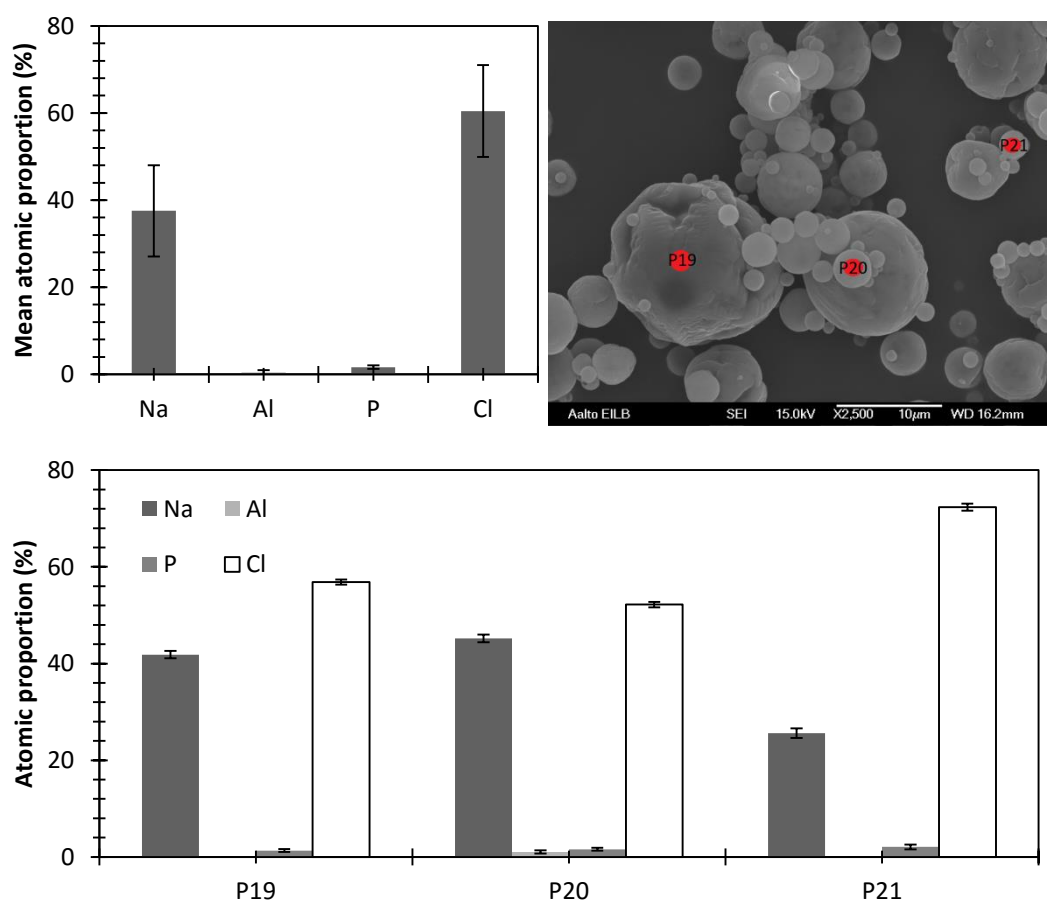 Mean atomic proportion (%)
80
60
40
20
0
Na Al P Cl
P19
P20
P21
Aalto EILB SEI 15.0kV X2,500 10µm WD 16.2mm
Atomic proportion (%)
80
60
40
20
0
Na Al
P Cl
P19 P20 P21